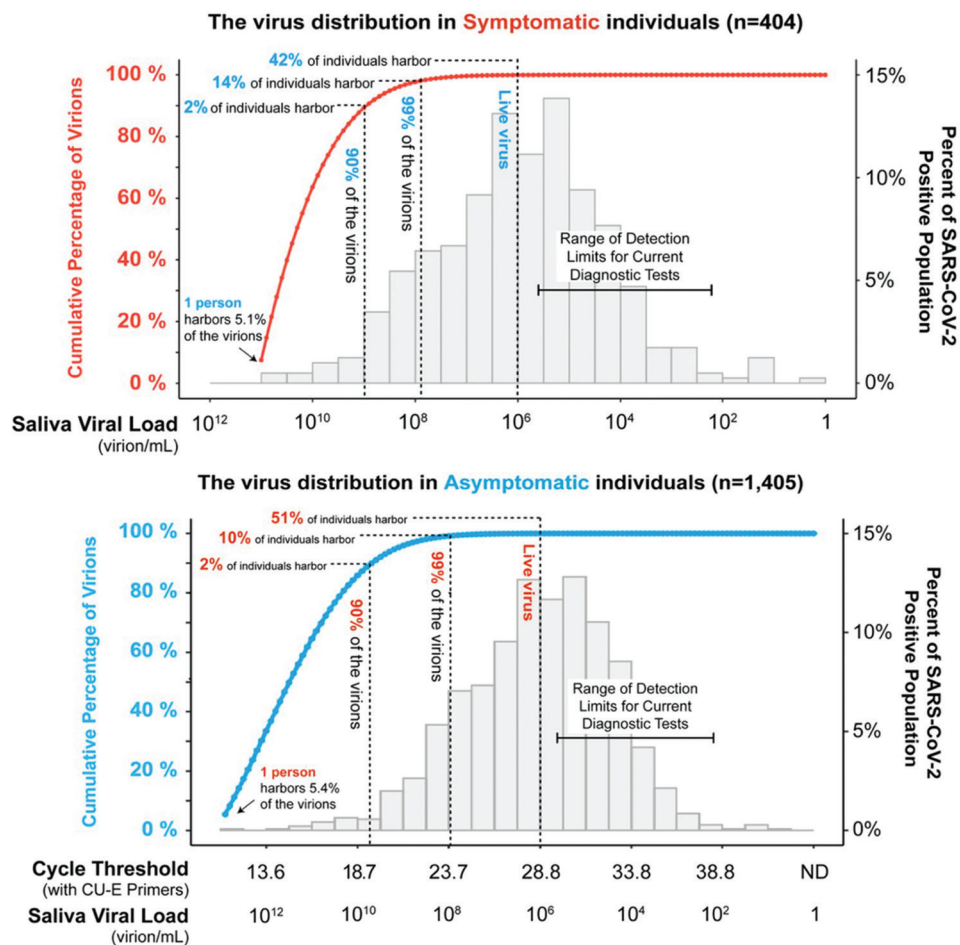 The virus distribution in Symptomatic individuals (n=404)
42% of individuals harbor
14% of individuals harbor
2% of individuals harbor
100 %
80 %
60 %
40 %
20 %
0 %
Cumulative Percentage of Virions
90% of the virions
99% of the virions
Live virus
Range of Detection
Limits for Current
Diagnostic Tests
1 person
harbors 5.1%
of the virions
15%
10%
5%
0%
Percent of SARS-CoV-2
Positive Population
Saliva Viral Load
(virion/mL)
10¹² 10¹⁰ 10⁸ 10⁶ 10⁴ 10² 1
The virus distribution in Asymptomatic individuals (n=1,405)
51% of individuals harbor
10% of individuals harbor
2% of individuals harbor
100 %
80 %
60 %
40 %
20 %
0 %
Cumulative Percentage of Virions
90% of the virions
99% of the virions
Live virus
Range of Detection
Limits for Current
Diagnostic Tests
1 person
harbors 5.4%
of the virions
15%
10%
5%
0%
Percent of SARS-CoV-2
Positive Population
Cycle Threshold
(with CU-E Primers)
13.6 18.7 23.7 28.8 33.8 38.8 ND
Saliva Viral Load
(virion/mL)
10¹² 10¹⁰ 10⁸ 10⁶ 10⁴ 10² 1